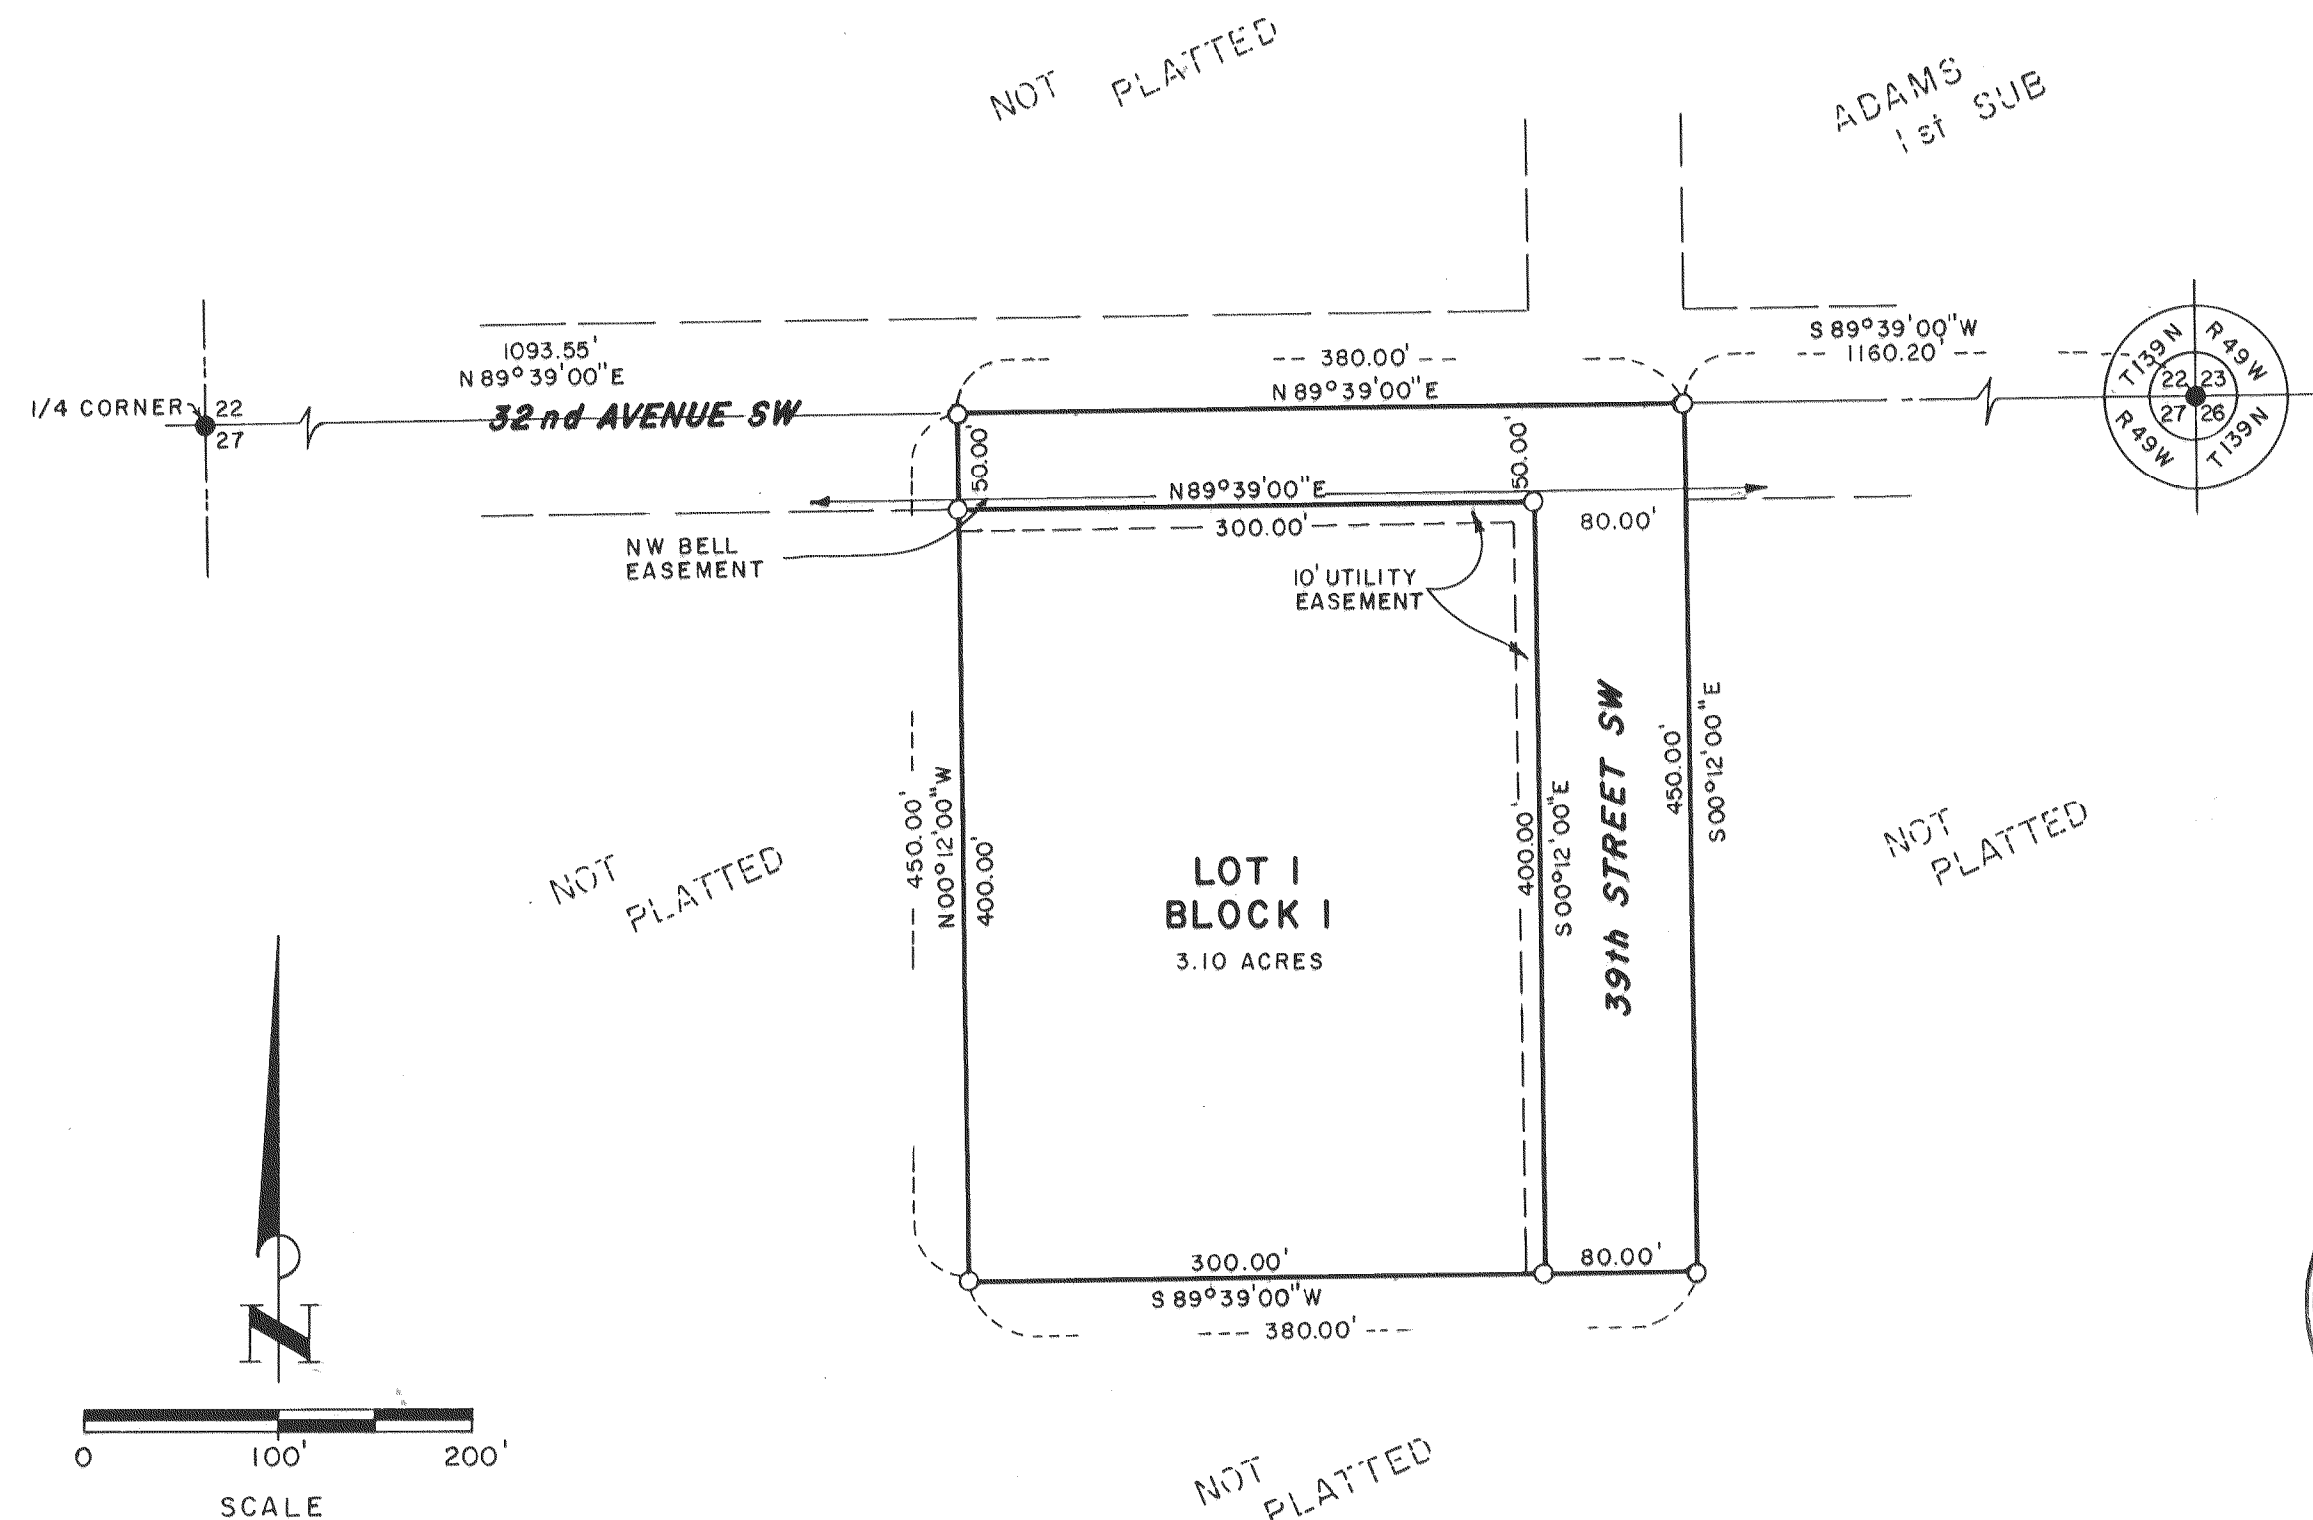 NOT PLATTED
ADAMS
1st SUB
1093.55'
N 89° 39' 00" E
380.00'
N 89° 39' 00" E
S 89° 39' 00" W
1160.20'
1/4 CORNER
22
27
32nd AVENUE SW
T139N
R49W
22 23
27 26
R49W
T139N
50.00'
50.00'
N 89° 39' 00" E
300.00'
80.00'
NW BELL
EASEMENT
10' UTILITY
EASEMENT
450.00'
N 00° 12' 00" W
400.00'
400.00'
S 00° 12' 00" E
39th STREET SW
450.00'
S 00° 12' 00" E
NOT
PLATTED
LOT 1
BLOCK 1
3.10 ACRES
NOT
PLATTED
300.00'
80.00'
S 89° 39' 00" W
380.00'
N
0 100' 200'
SCALE
NOT
PLATTED